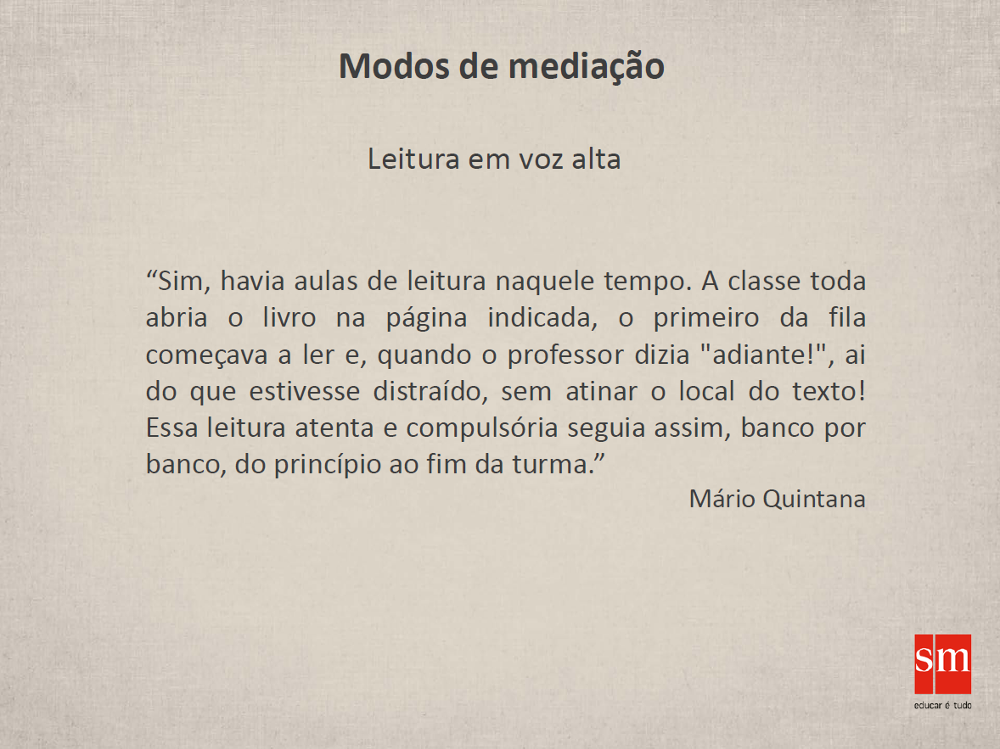 Modos de mediação
Leitura em voz alta
“Sim, havia aulas de leitura naquele tempo. A classe toda
abria o livro na página indicada, o primeiro da fila
começava a ler e, quando o professor dizia "adiante!", ai
do que estivesse distraído, sem atinar o local do texto!
Essa leitura atenta e compulsória seguia assim, banco por
banco, do princípio ao fim da turma.”
Mário Quintana
sm
educar é tudo